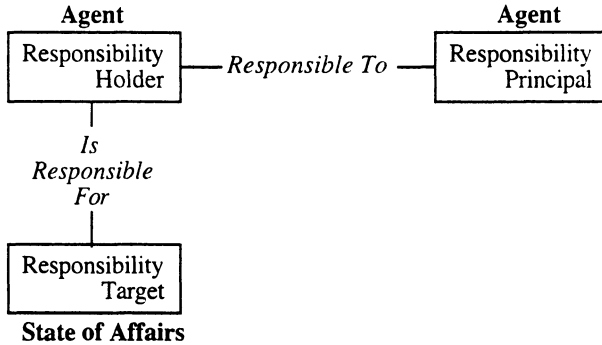 Agent
Agent
Responsibility
Holder
Responsible To
Responsibility
Principal
Is
Responsible
For
Responsibility
Target
State of Affairs